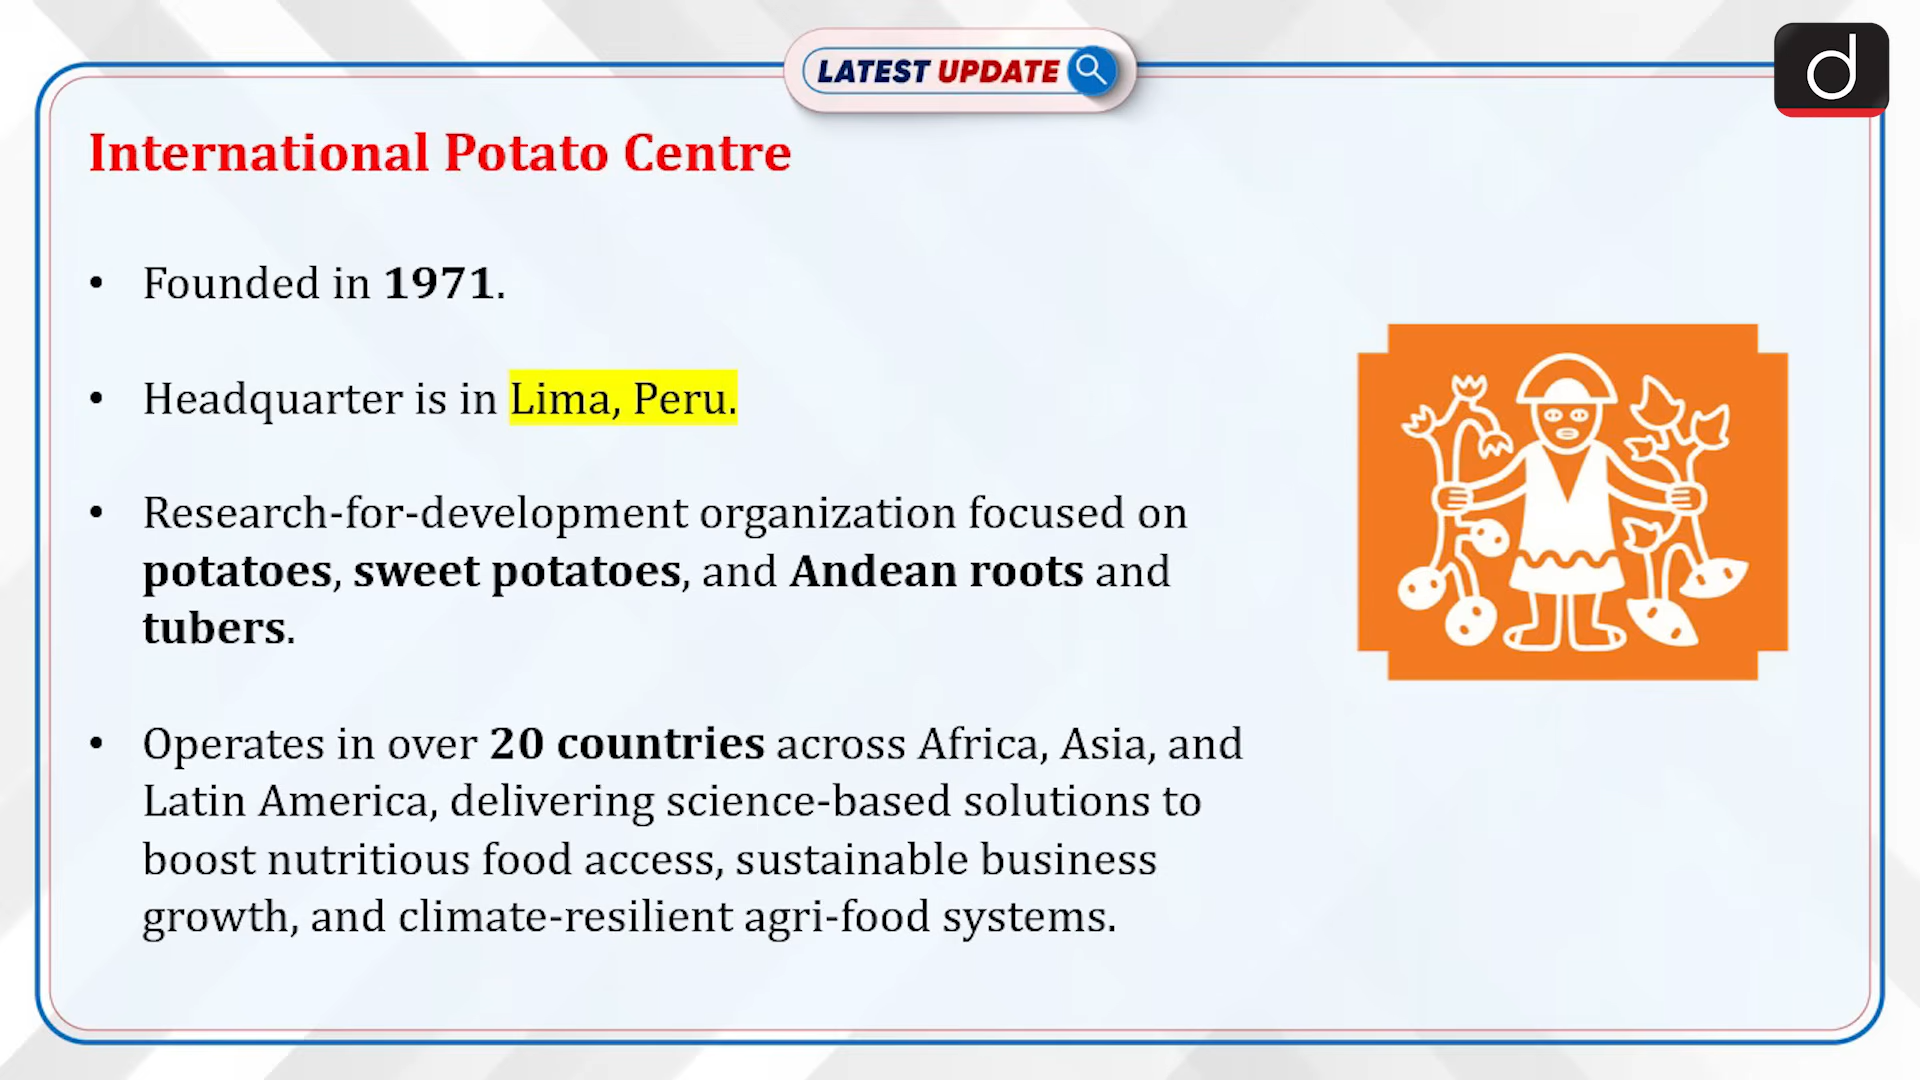 LATEST UPDATE
d
International Potato Centre
• Founded in 1971.
• Headquarter is in Lima, Peru.
• Research-for-development organization focused on
potatoes, sweet potatoes, and Andean roots and
tubers.
• Operates in over 20 countries across Africa, Asia, and
Latin America, delivering science-based solutions to
boost nutritious food access, sustainable business
growth, and climate-resilient agri-food systems.